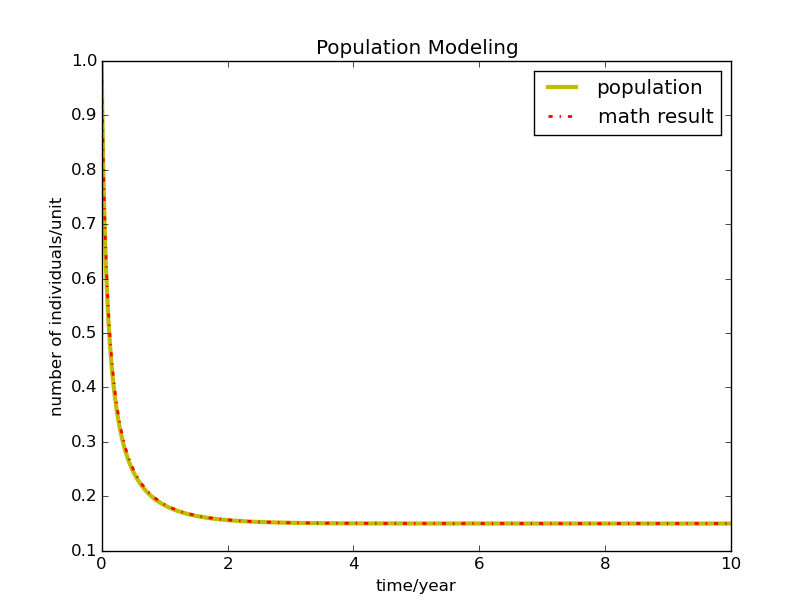 Population Modeling
population
math result
number of individuals/unit
1.0
0.9
0.8
0.7
0.6
0.5
0.4
0.3
0.2
0.1
0 2 4 6 8 10
time/year